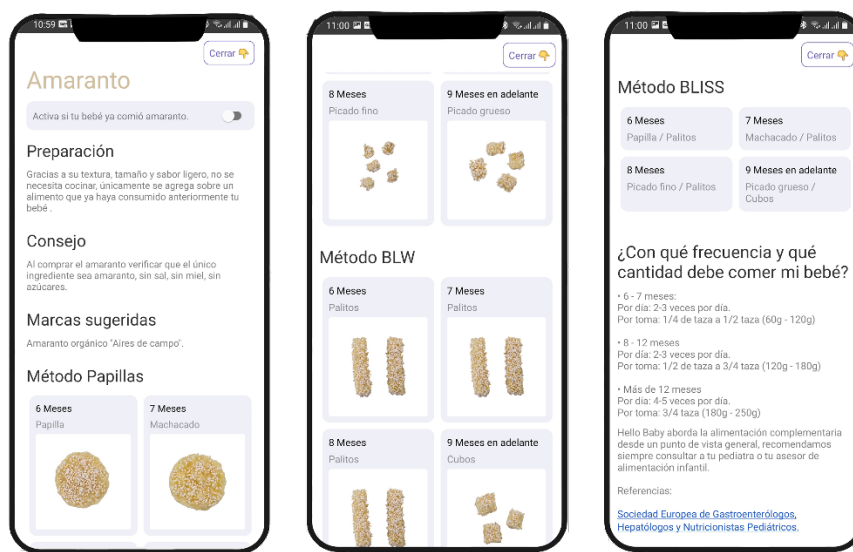 10:59
Cerrar
Amaranto
Activa si tu bebé ya comió amaranto.
Preparación
Gracias a su textura, tamaño y sabor ligero, no se
necesita cocinar, únicamente se agrega sobre un
alimento que ya haya consumido anteriormente tu
bebé .
Consejo
Al comprar el amaranto verificar que el único
ingrediente sea amaranto, sin sal, sin miel, sin
azúcares.
Marcas sugeridas
Amaranto orgánico "Aires de campo".
Método Papillas
6 Meses
Papilla
7 Meses
Machacado
11:00
Cerrar
8 Meses
Picado fino
9 Meses en adelante
Picado grueso
Método BLW
6 Meses
Palitos
7 Meses
Palitos
8 Meses
Palitos
9 Meses en adelante
Cubos
11:00
Cerrar
Método BLISS
6 Meses
Papilla / Palitos
7 Meses
Machacado / Palitos
8 Meses
Picado fino / Palitos
9 Meses en adelante
Picado grueso /
Cubos
¿Con qué frecuencia y qué
cantidad debe comer mi bebé?
• 6 - 7 meses:
Por día: 2-3 veces por día.
Por toma: 1/4 de taza a 1/2 taza (60g - 120g)
• 8 - 12 meses
Por día: 2-3 veces por día.
Por toma: 1/2 de taza a 3/4 taza (120g - 180g)
• Más de 12 meses
Por día: 4-5 veces por día.
Por toma: 3/4 taza (180g - 250g)
Hello Baby aborda la alimentación complementaria
desde un punto de vista general, recomendamos
siempre consultar a tu pediatra o tu asesor de
alimentación infantil.
Referencias:
Sociedad Europea de Gastroenterólogos,
Hepatólogos y Nutricionistas Pediátricos.